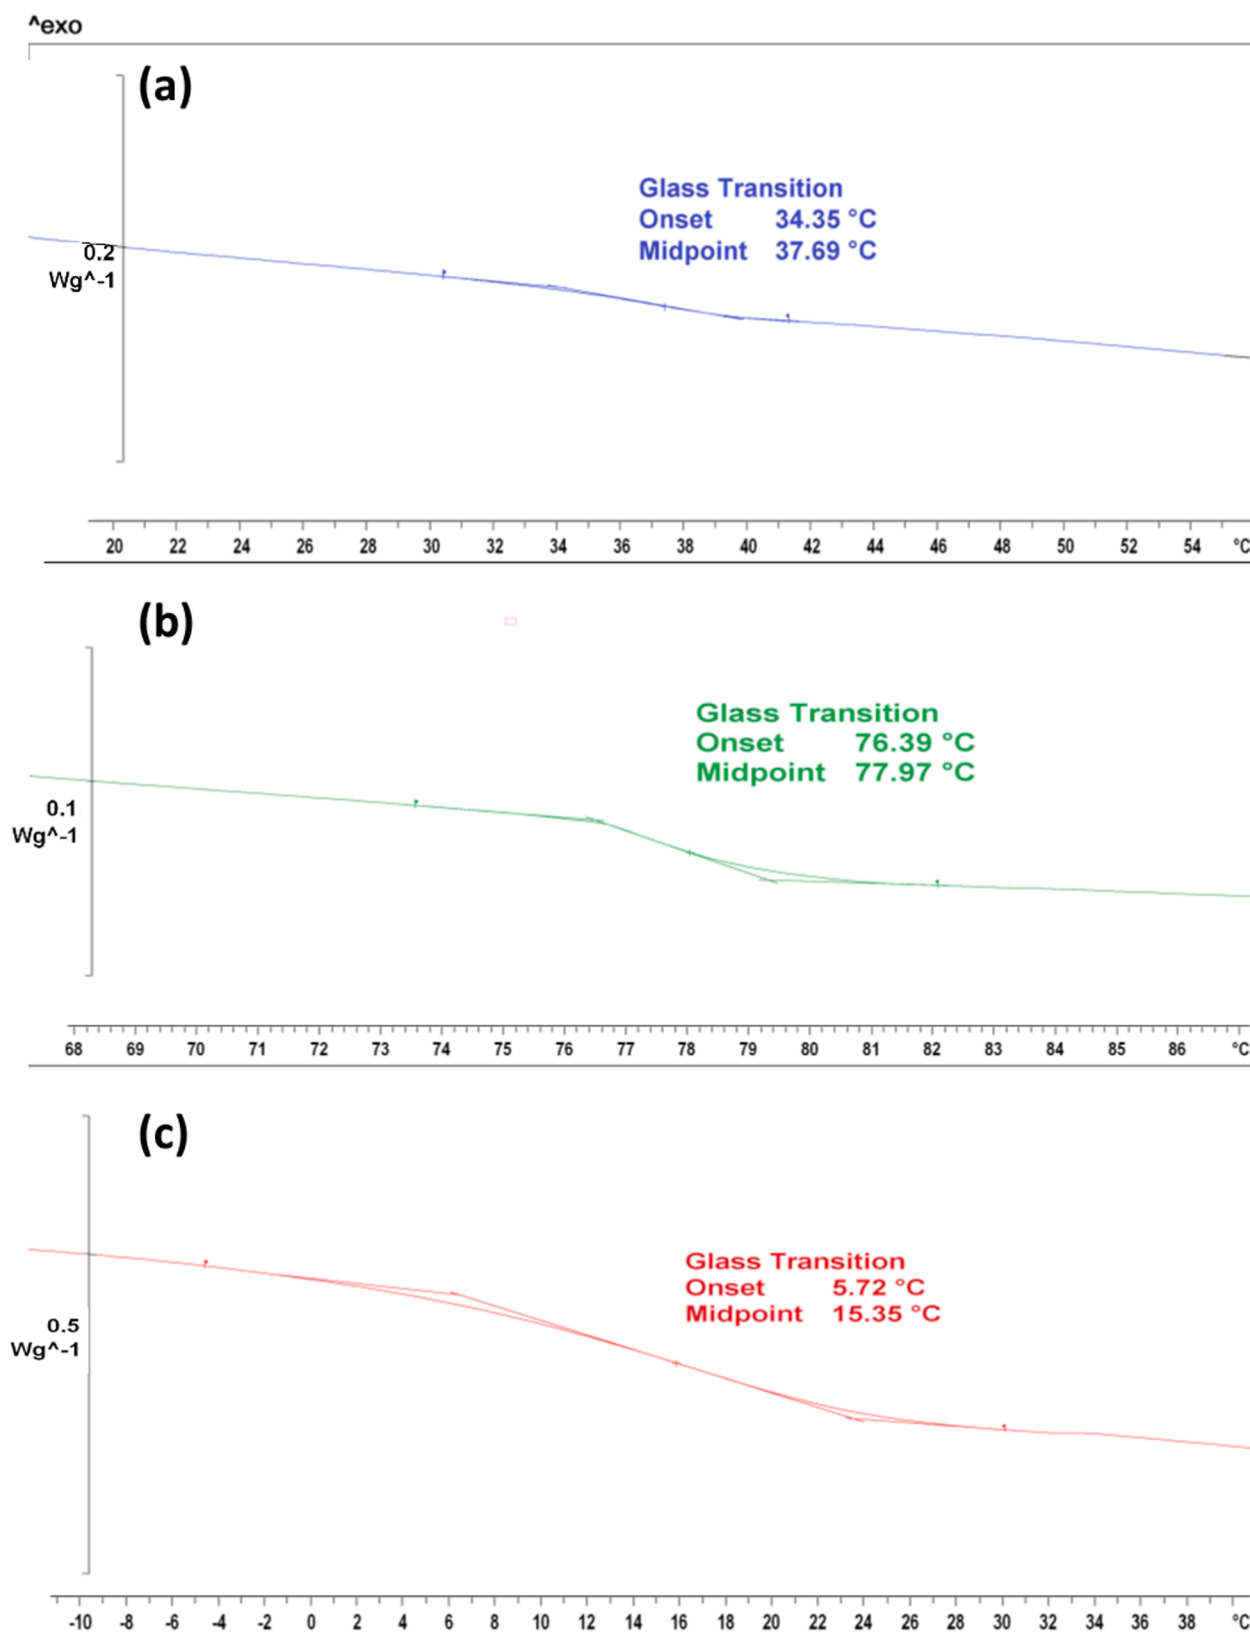 ^exo
(a)
Glass Transition
Onset 34.35 °C
Midpoint 37.69 °C
0.2
Wg^-1
20 22 24 26 28 30 32 34 36 38 40 42 44 46 48 50 52 54 °C
(b)
Glass Transition
Onset 76.39 °C
Midpoint 77.97 °C
0.1
Wg^-1
68 69 70 71 72 73 74 75 76 77 78 79 80 81 82 83 84 85 86 °C
(c)
Glass Transition
Onset 5.72 °C
Midpoint 15.35 °C
0.5
Wg^-1
-10 -8 -6 -4 -2 0 2 4 6 8 10 12 14 16 18 20 22 24 26 28 30 32 34 36 38 °C